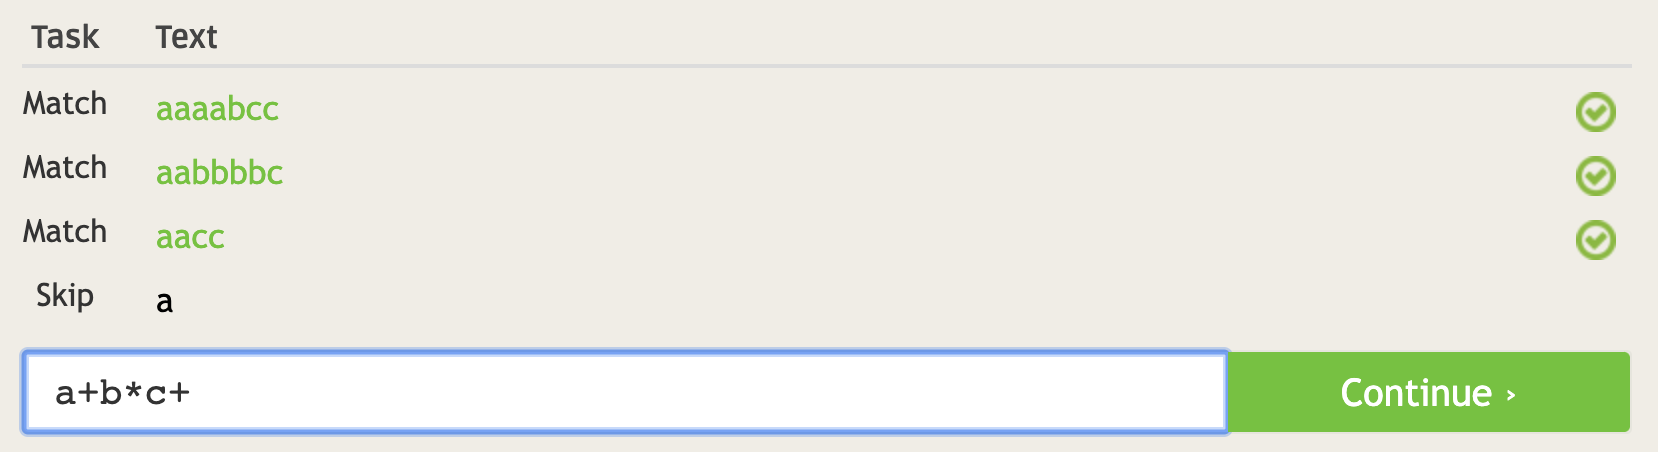 Task Text
Match aaaabcc
Match aabbbbc
Match aacc
Skip a
a+b*c+ Continue ›